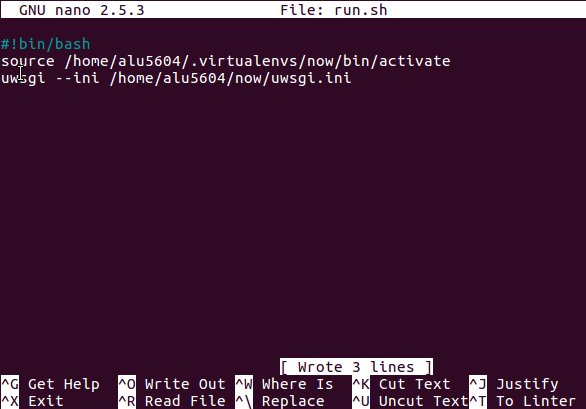 GNU nano 2.5.3 File: run.sh
#!bin/bash
source /home/alu5604/.virtualenvs/now/bin/activate
uwsgi --ini /home/alu5604/now/uwsgi.ini
[ Wrote 3 lines ]
^G Get Help ^O Write Out ^W Where Is ^K Cut Text ^J Justify
^X Exit ^R Read File ^\ Replace ^U Uncut Text ^T To Linter